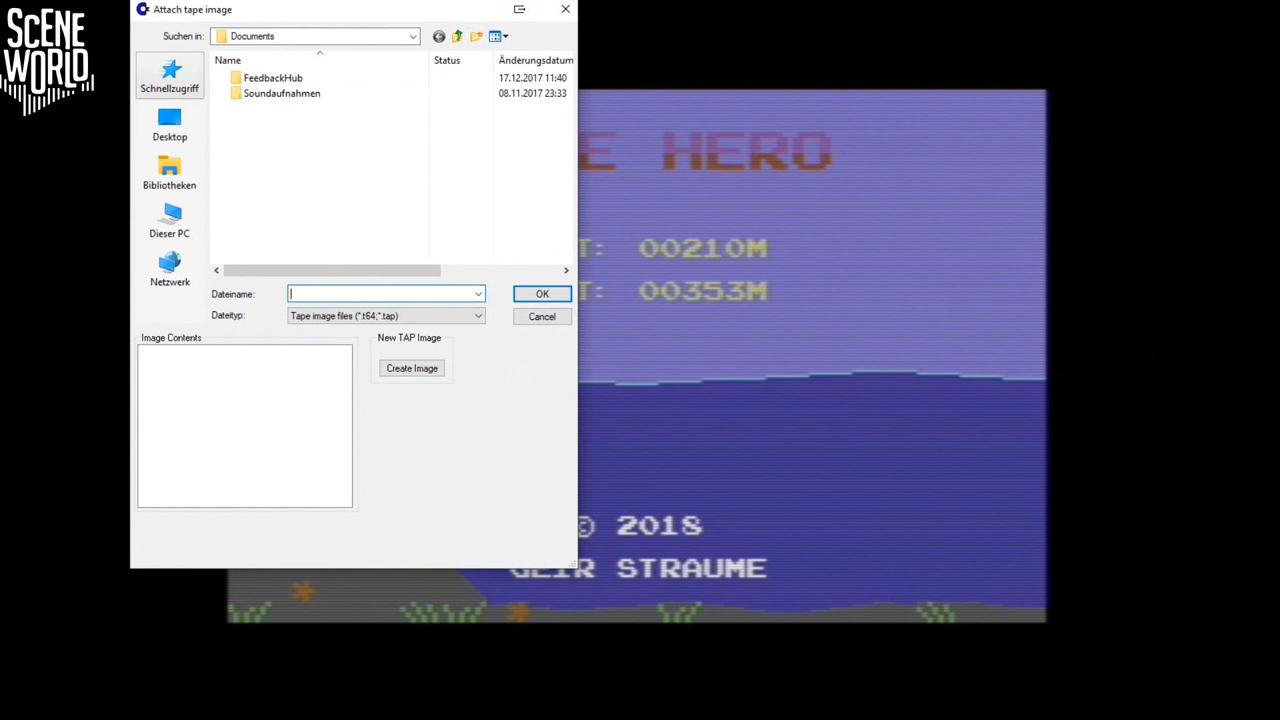 SCENE
WORLD
Attach tape image
Suchen in:
Documents
Name
Status
Änderungsdatum
FeedbackHub
17.12.2017 11:40
Soundaufnahmen
08.11.2017 23:33
Schnellzugriff
Desktop
Bibliotheken
Dieser PC
Netzwerk
Dateiname:
OK
Dateityp:
Tape image files (*.t64;*.tap)
Cancel
Image Contents
New TAP Image
Create Image
E HERO
T: 00210M
T: 00353M
© 2018
GEIR STRAUME